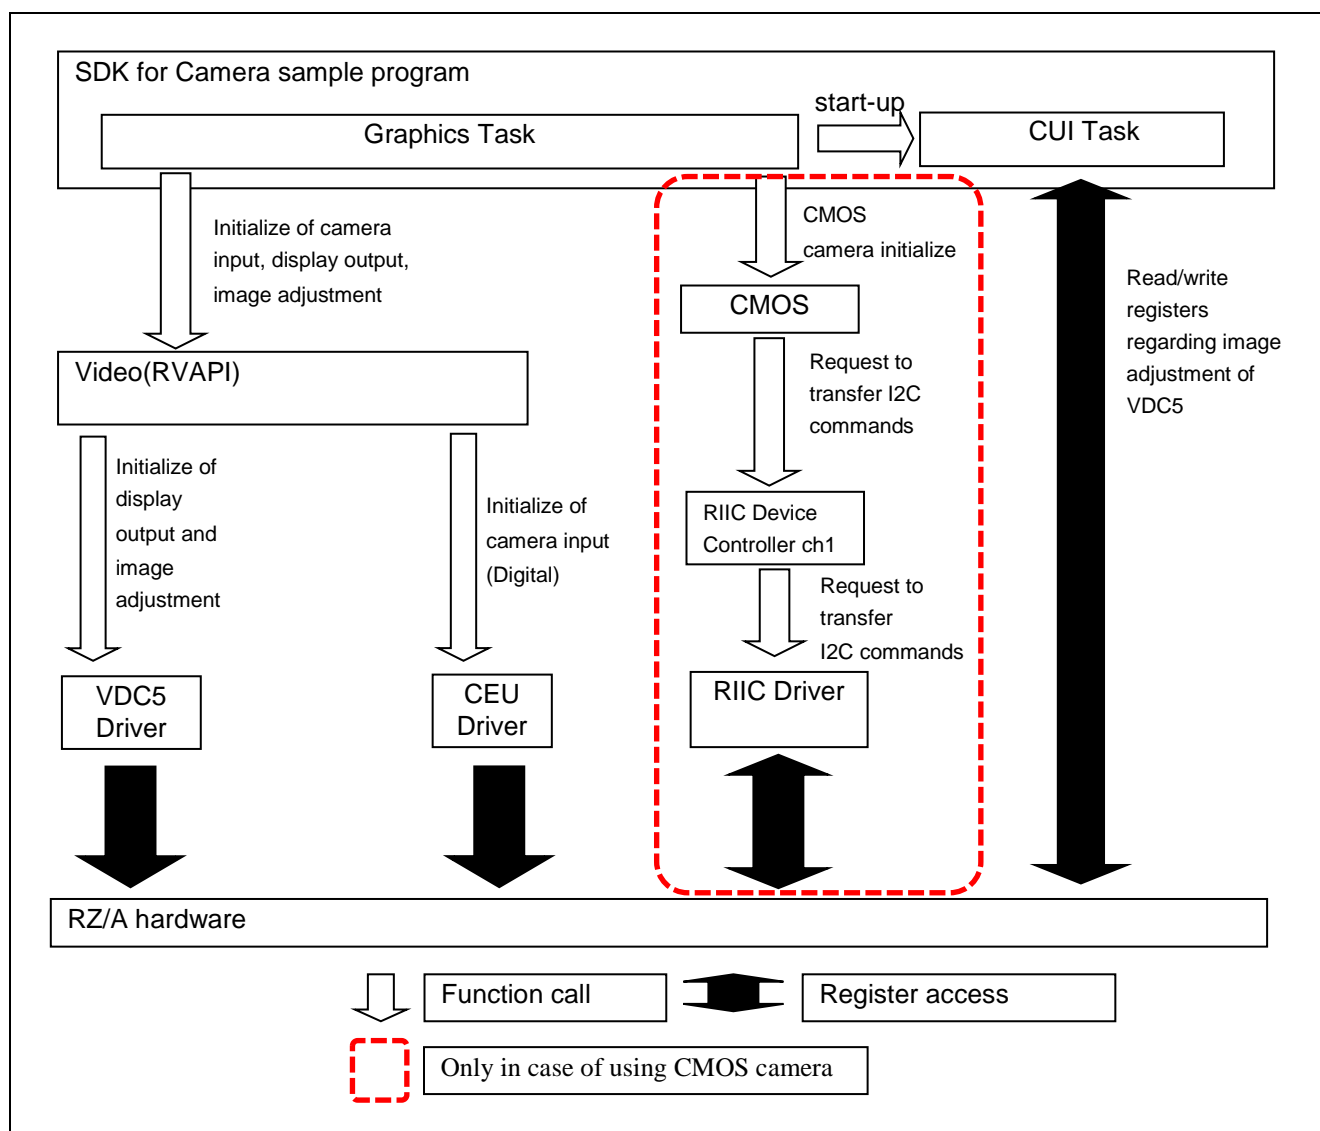 SDK for Camera sample program
start-up
Graphics Task
CUI Task
Initialize of camera
input, display output,
image adjustment
CMOS
camera initialize
CMOS
Read/write
registers
regarding image
adjustment of
VDC5
Video(RVAPI)
Request to
transfer I2C
commands
Initialize of
display
output and
image
adjustment
Initialize of
camera input
(Digital)
RIIC Device
Controller ch1
Request to
transfer
I2C commands
VDC5
Driver
CEU
Driver
RIIC Driver
RZ/A hardware
Function call
Register access
Only in case of using CMOS camera